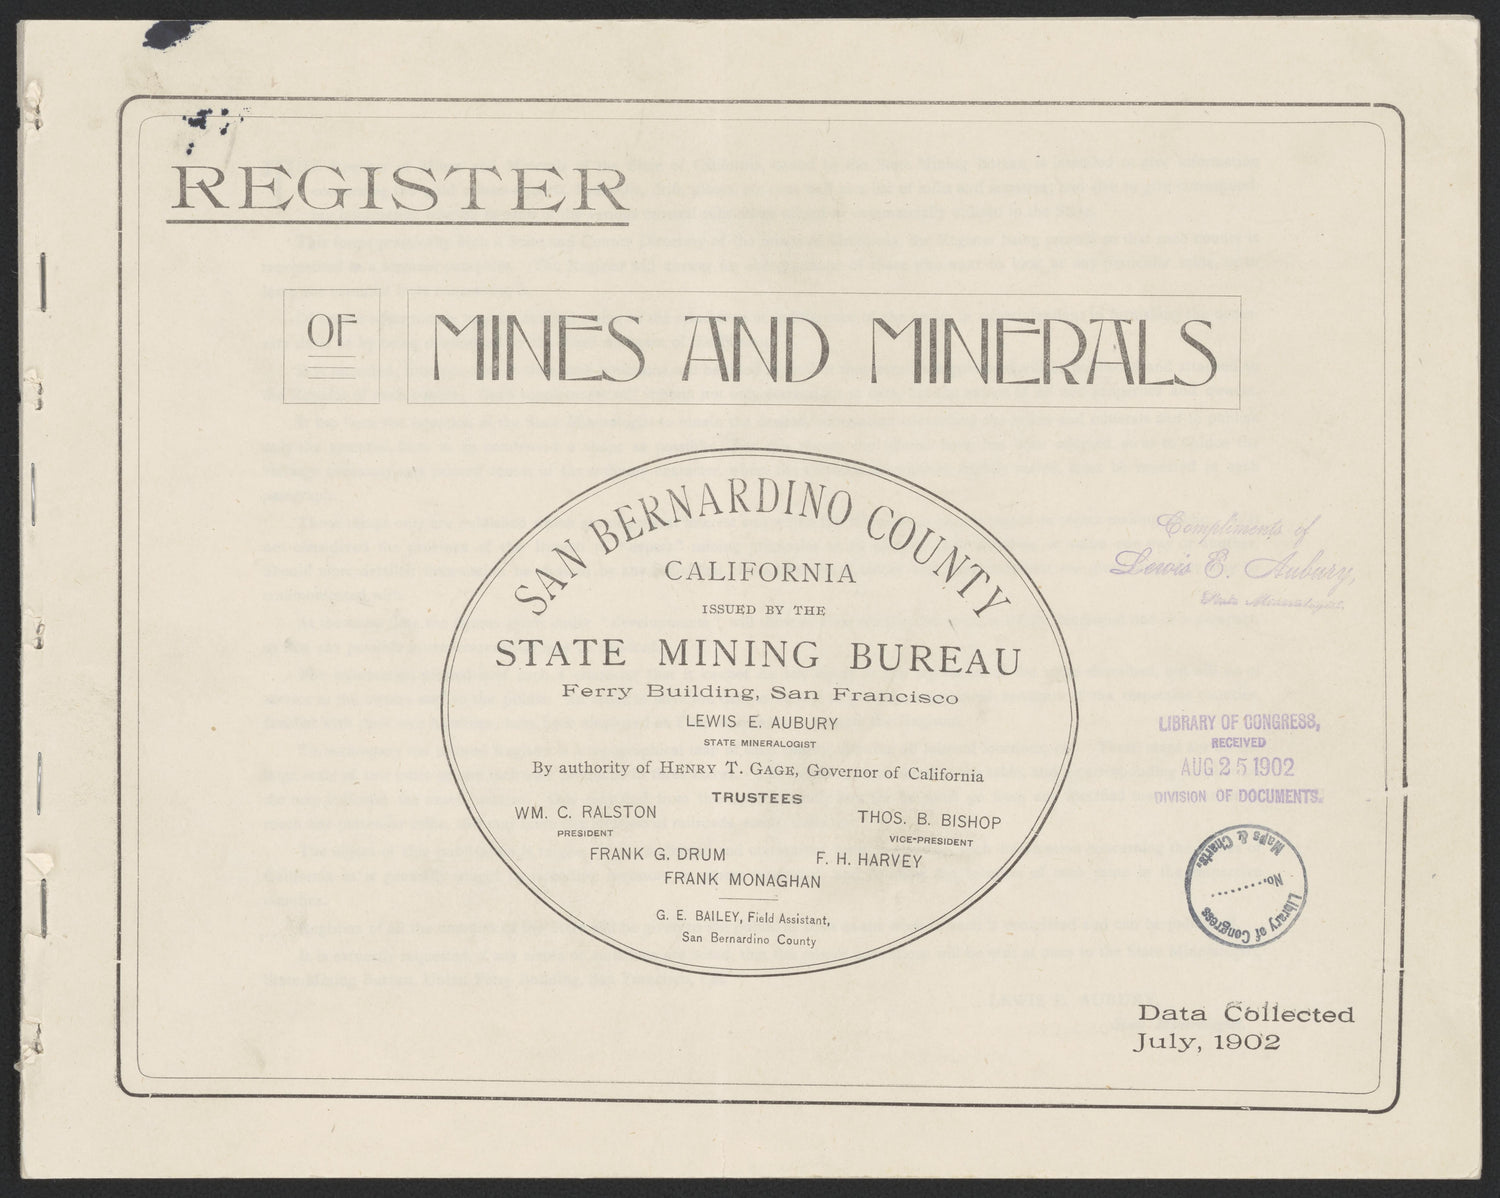 REGISTER
OF MINES AND MINERALS
SAN BERNARDINO COUNTY
CALIFORNIA
ISSUED BY THE
STATE MINING BUREAU
Ferry Building, San Francisco
LEWIS E. AUBURY
STATE MINERALOGIST
By authority of HENRY T. GAGE, Governor of California
TRUSTEES
WM. C. RALSTON
PRESIDENT
THOS. B. BISHOP
VICE-PRESIDENT
FRANK G. DRUM
F. H. HARVEY
FRANK MONAGHAN
G. E. BAILEY, Field Assistant,
San Bernardino County
Compliments of
Lewis E. Aubury,
State Mineralogist.
LIBRARY OF CONGRESS,
RECEIVED
AUG 25 1902
DIVISION OF DOCUMENTS.
Maps & Charts.
No.
Library of Congress
Data Collected
July, 1902